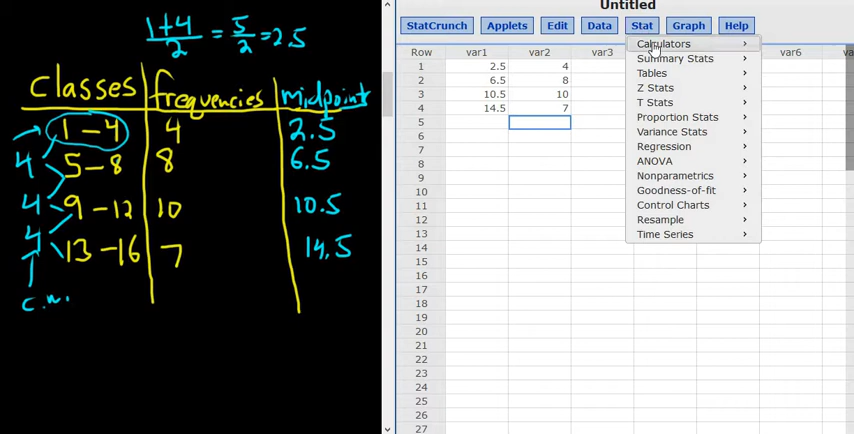 1+4
2
= 5
2
= 2.5
classes frequencies midpoint
1 – 4 4 2.5
4 5 – 8 8 6.5
4 9 – 12 10 10.5
4 13 – 16 7 14.5
c.w.
Untitled
StatCrunch Applets Edit Data Stat Graph Help
Row var1 var2 var3 var6 va
1 2.5 4
2 6.5 8
3 10.5 10
4 14.5 7
5
6
7
8
9
10
11
12
13
14
15
16
17
18
19
20
21
22
23
24
25
26
27
Calculators
Summary Stats
Tables
Z Stats
T Stats
Proportion Stats
Variance Stats
Regression
ANOVA
Nonparametrics
Goodness-of-fit
Control Charts
Resample
Time Series